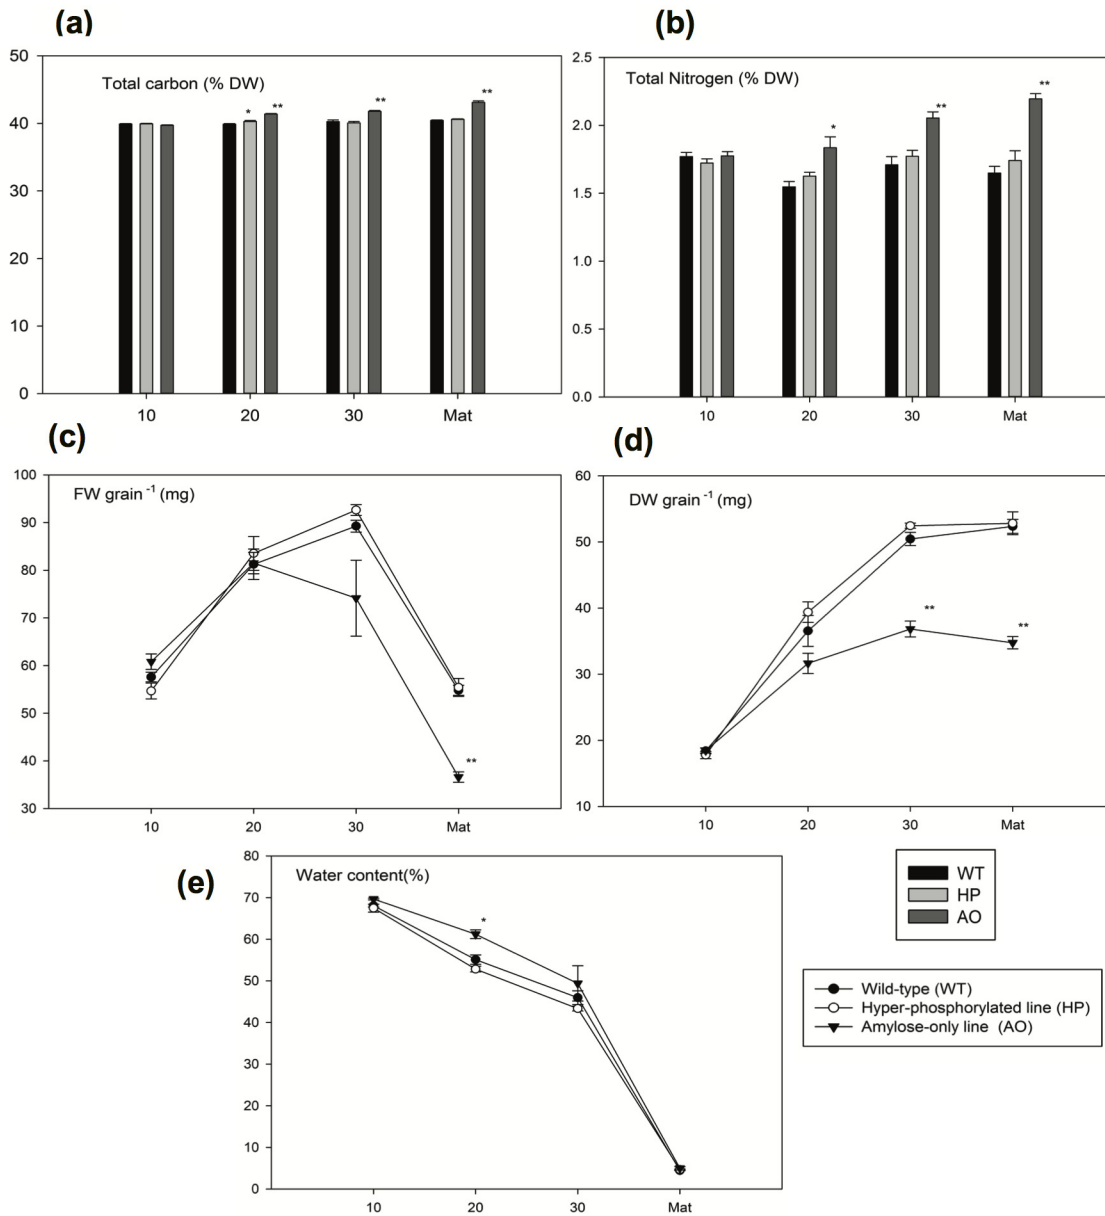 (a)
50
40
30
20
10
0
Total carbon (% DW)
* ** ** **
10 20 30 Mat
(b)
2.5
2.0
1.5
1.0
0.5
0.0
Total Nitrogen (% DW)
* ** **
10 20 30 Mat
(c)
100
90
80
70
60
50
40
30
FW grain -1 (mg)
**
10 20 30 Mat
(d)
60
50
40
30
20
10
DW grain -1 (mg)
** **
10 20 30 Mat
WT
HP
AO
(e)
80
70
60
50
40
30
20
10
0
Water content(%)
*
10 20 30 Mat
Wild-type (WT)
Hyper-phosphorylated line (HP)
Amylose-only line (AO)